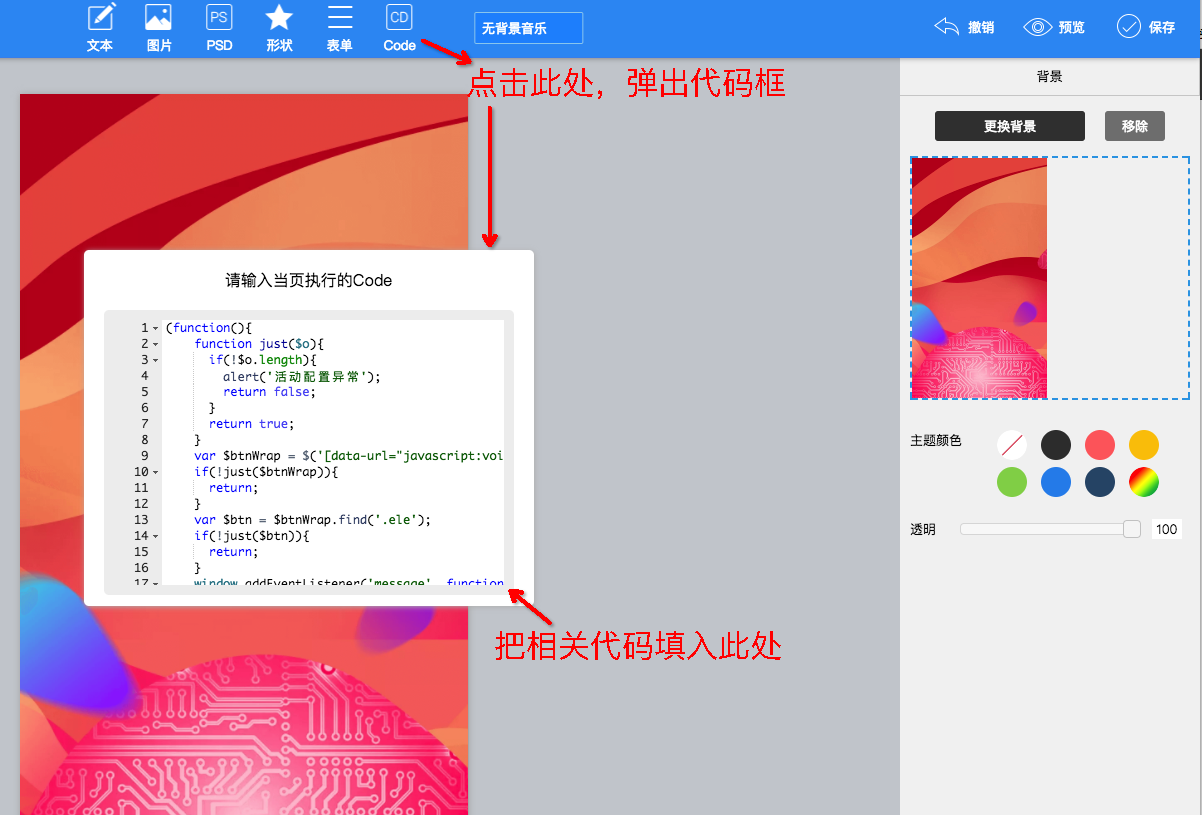 文本
图片
PS
PSD
形状
表单
CD
Code
无背景音乐
撤销
预览
保存
点击此处，弹出代码框
背景
更换背景
移除
请输入当页执行的Code
1 (function(){
2 function just($o){
3 if(!$o.length){
4 alert('活动配置异常');
5 return false;
6 }
7 return true;
8 }
9 var $btnWrap = $('[data-url="javascript:voi
10 if(!just($btnWrap)){
11 return;
12 }
13 var $btn = $btnWrap.find('.ele');
14 if(!just($btn)){
15 return;
16 }
17 window.addEventListener('message', function
主题颜色
透明
100
把相关代码填入此处